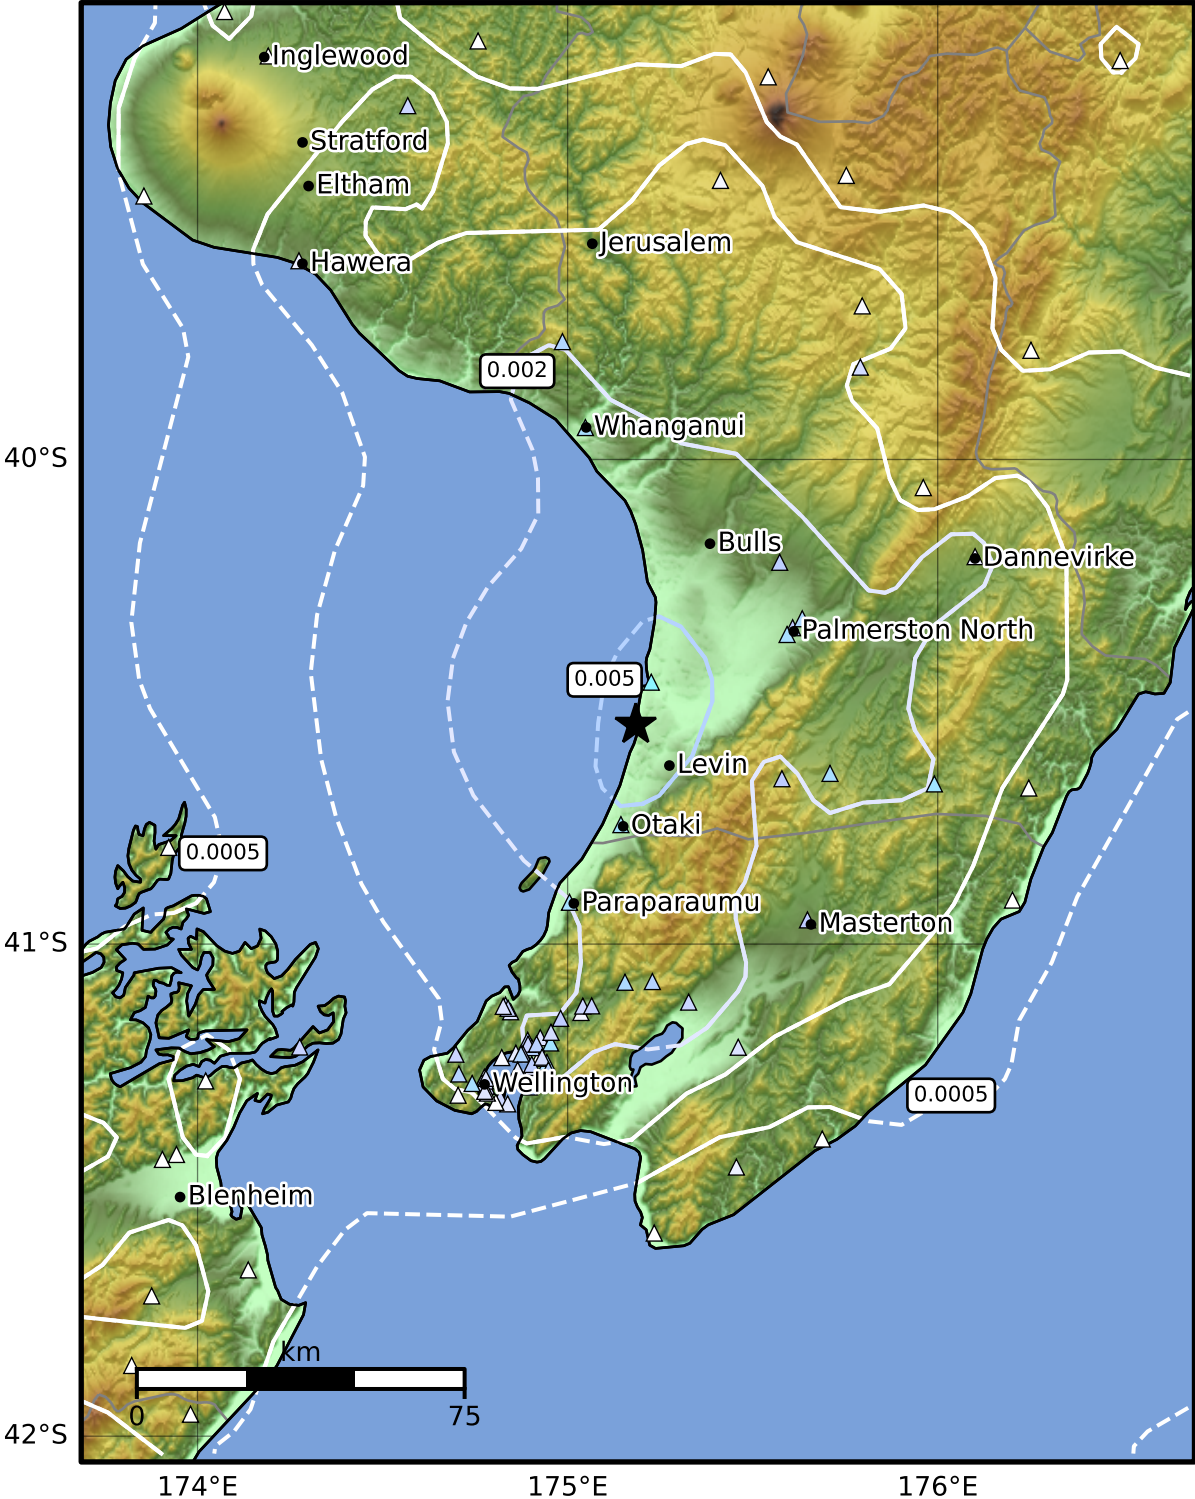 Inglewood
Stratford
Eltham
Jerusalem
Hawera
0.002
Whanganui
40°S
Bulls
Dannevirke
Palmerston North
0.005
Levin
Otaki
0.0005
Paraparaumu
Masterton
41°S
Wellington
0.0005
Blenheim
km
0 75
42°S
174°E 175°E 176°E